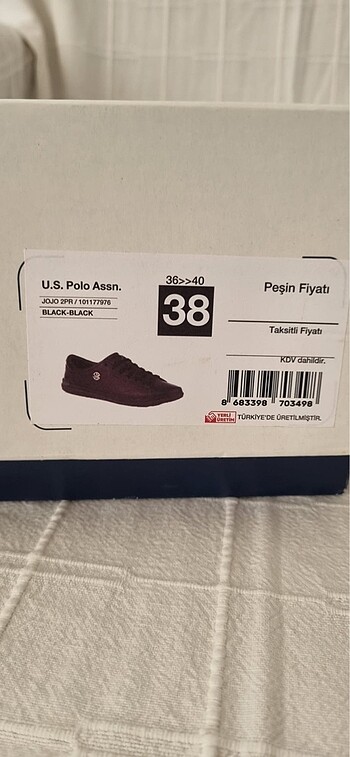 U.S. Polo Assn.
JOJO 2PR / 101177976
BLACK-BLACK
36>>40
38
Peşin Fiyatı
Taksitli Fiyatı
KDV dahildir.
8 683398 703498
YERLİ ÜRETİM
TÜRKİYE'DE ÜRETİLMİŞTİR.